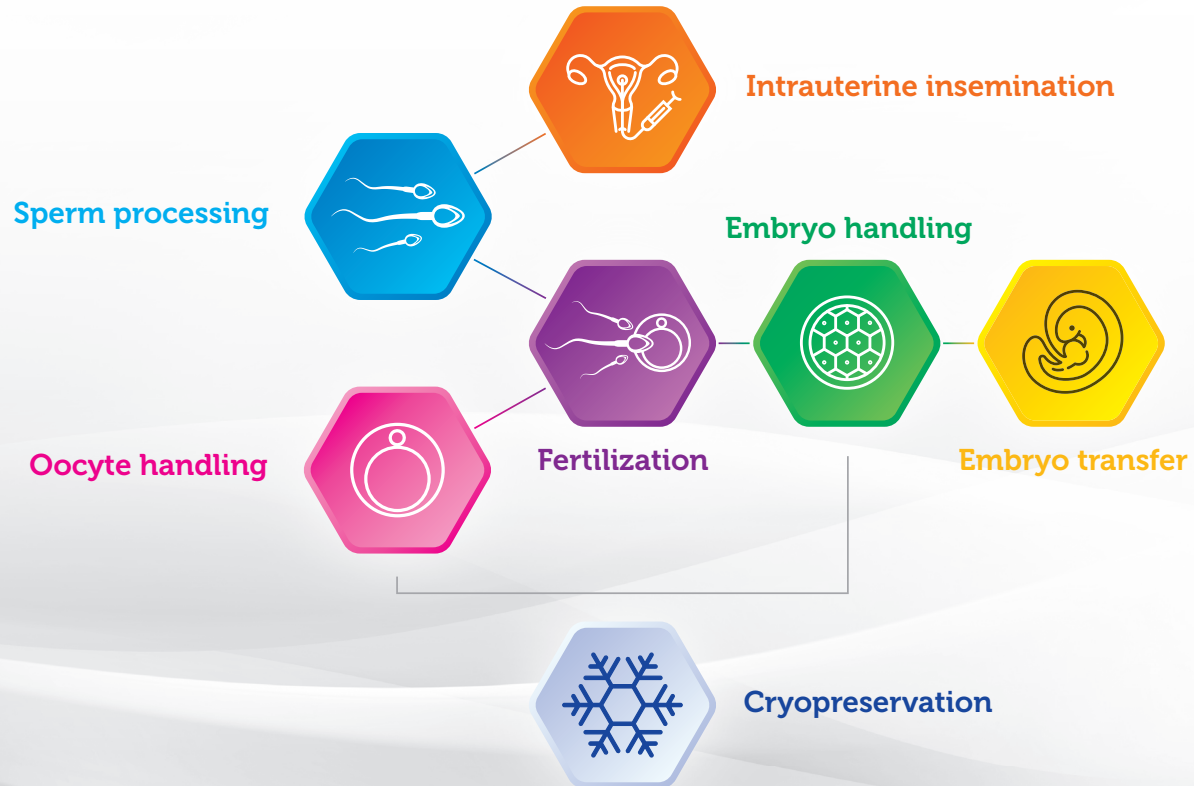 Intrauterine insemination
Sperm processing
Embryo handling
Oocyte handling
Fertilization
Embryo transfer
Cryopreservation